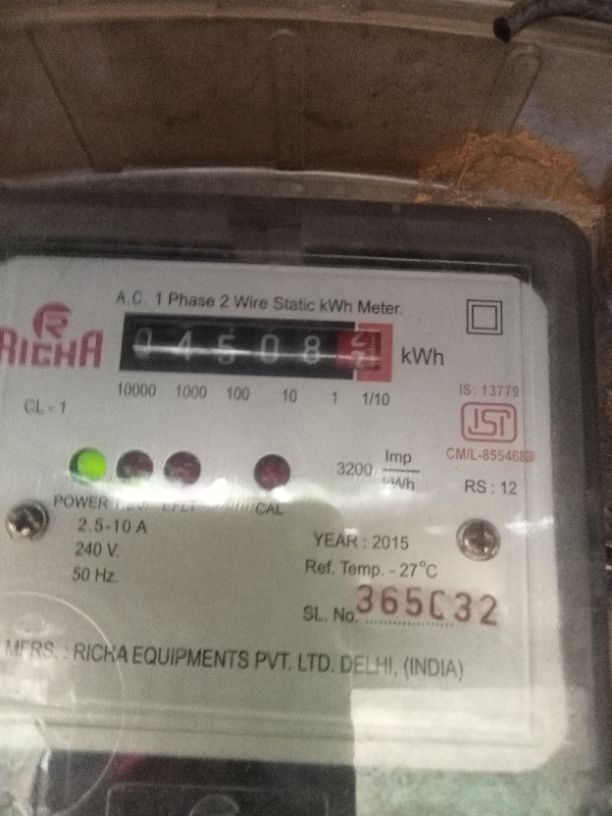 A.C. 1 Phase 2 Wire Static kWh Meter.
RICHA
04508 kWh
10000 1000 100 10 1 1/10
CL - 1
IS : 13779
ISI
CM/L-
3200 Imp
kWh
RS : 12
POWER CAL
2.5-10 A
240 V.
50 Hz.
YEAR : 2015
Ref. Temp. - 27°C
SL. No.
MFRS. : RICHA EQUIPMENTS PVT. LTD. DELHI, (INDIA)